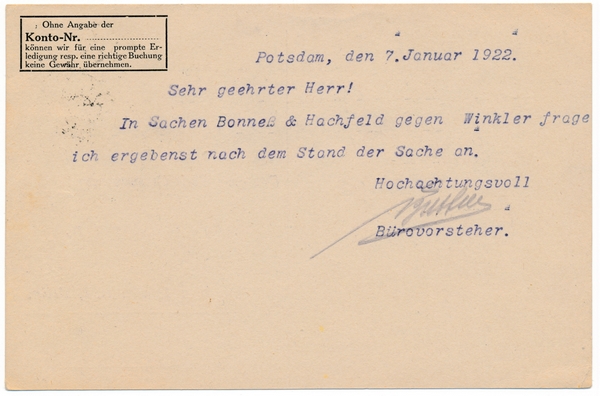 Ohne Angabe der
Konto-Nr. ....................
können wir für eine prompte Er-
ledigung resp. eine richtige Buchung
keine Gewähr übernehmen.
Potsdam, den 7. Januar 1922.
Sehr geehrter Herr!
In Sachen Bonneß & Hachfeld gegen Winkler frage
ich ergebenst nach dem Stand der Sache an.
Hochachtungsvoll
Bürovorsteher.